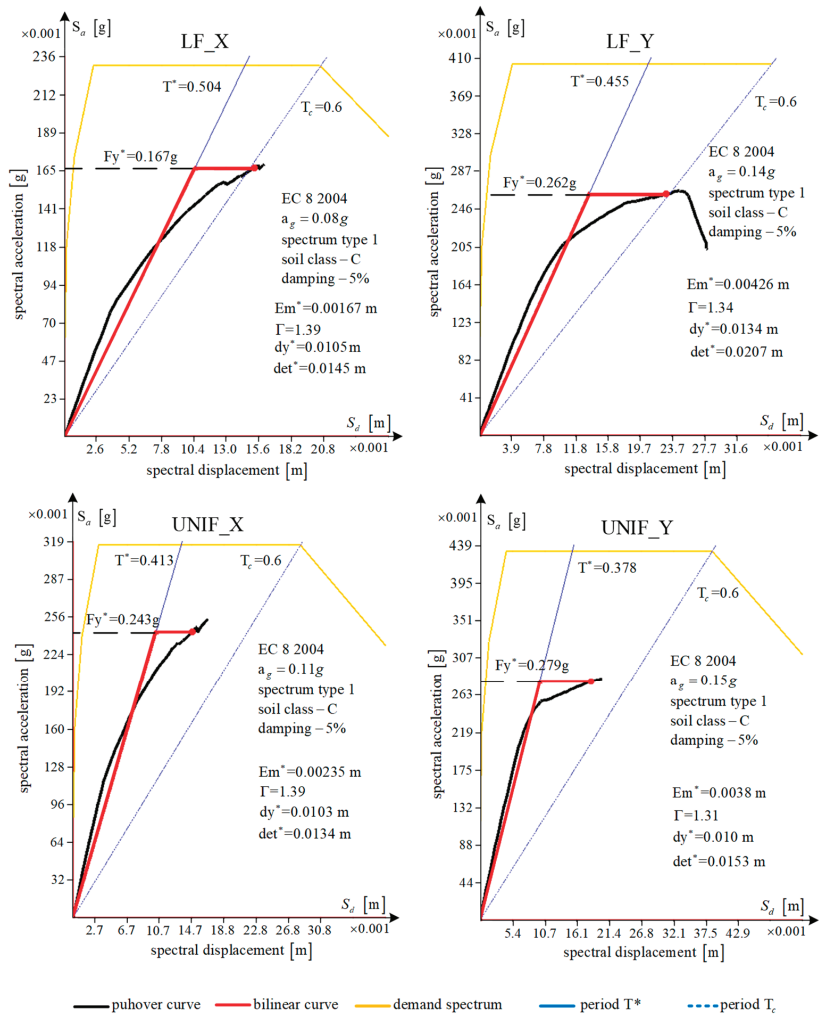 ×0.001 Sa [g]
LF_X
236
212
189
165
141
118
94
70
47
23
T*=0.504
Tc=0.6
Fy*=0.167g
EC 8 2004
ag=0.08g
spectrum type 1
soil class – C
damping – 5%
Em*=0.00167 m
Γ=1.39
dy*=0.0105 m
det*=0.0145 m
spectral acceleration [g]
Sd [m]
2.6 5.2 7.8 10.4 13.0 15.6 18.2 20.8 ×0.001
spectral displacement [m]
×0.001 Sa [g]
LF_Y
410
369
328
287
246
205
164
123
82
41
T*=0.455
Tc=0.6
Fy*=0.262g
EC 8 2004
ag=0.14g
spectrum type 1
soil class – C
damping – 5%
Em*=0.00426 m
Γ=1.34
dy*=0.0134 m
det*=0.0207 m
spectral acceleration [g]
Sd [m]
3.9 7.8 11.8 15.8 19.7 23.7 27.7 31.6 ×0.001
spectral displacement [m]
×0.001 Sa [g]
UNIF_X
319
287
256
224
192
160
128
96
64
32
T*=0.413
Tc=0.6
Fy*=0.243g
EC 8 2004
ag=0.11g
spectrum type 1
soil class – C
damping – 5%
Em*=0.00235 m
Γ=1.39
dy*=0.0103 m
det*=0.0134 m
spectral acceleration [g]
Sd [m]
2.7 6.7 10.7 14.7 18.8 22.8 26.8 30.8 ×0.001
spectral displacement [m]
×0.001 Sa [g]
UNIF_Y
439
395
351
307
263
219
175
132
88
44
T*=0.378
Tc=0.6
Fy*=0.279g
EC 8 2004
ag=0.15g
spectrum type 1
soil class – C
damping – 5%
Em*=0.0038 m
Γ=1.31
dy*=0.010 m
det*=0.0153 m
spectral acceleration [g]
Sd [m]
5.4 10.7 16.1 21.4 26.8 32.1 37.5 42.9 ×0.001
spectral displacement [m]
puhover curve bilinear curve demand spectrum period T* period Tc